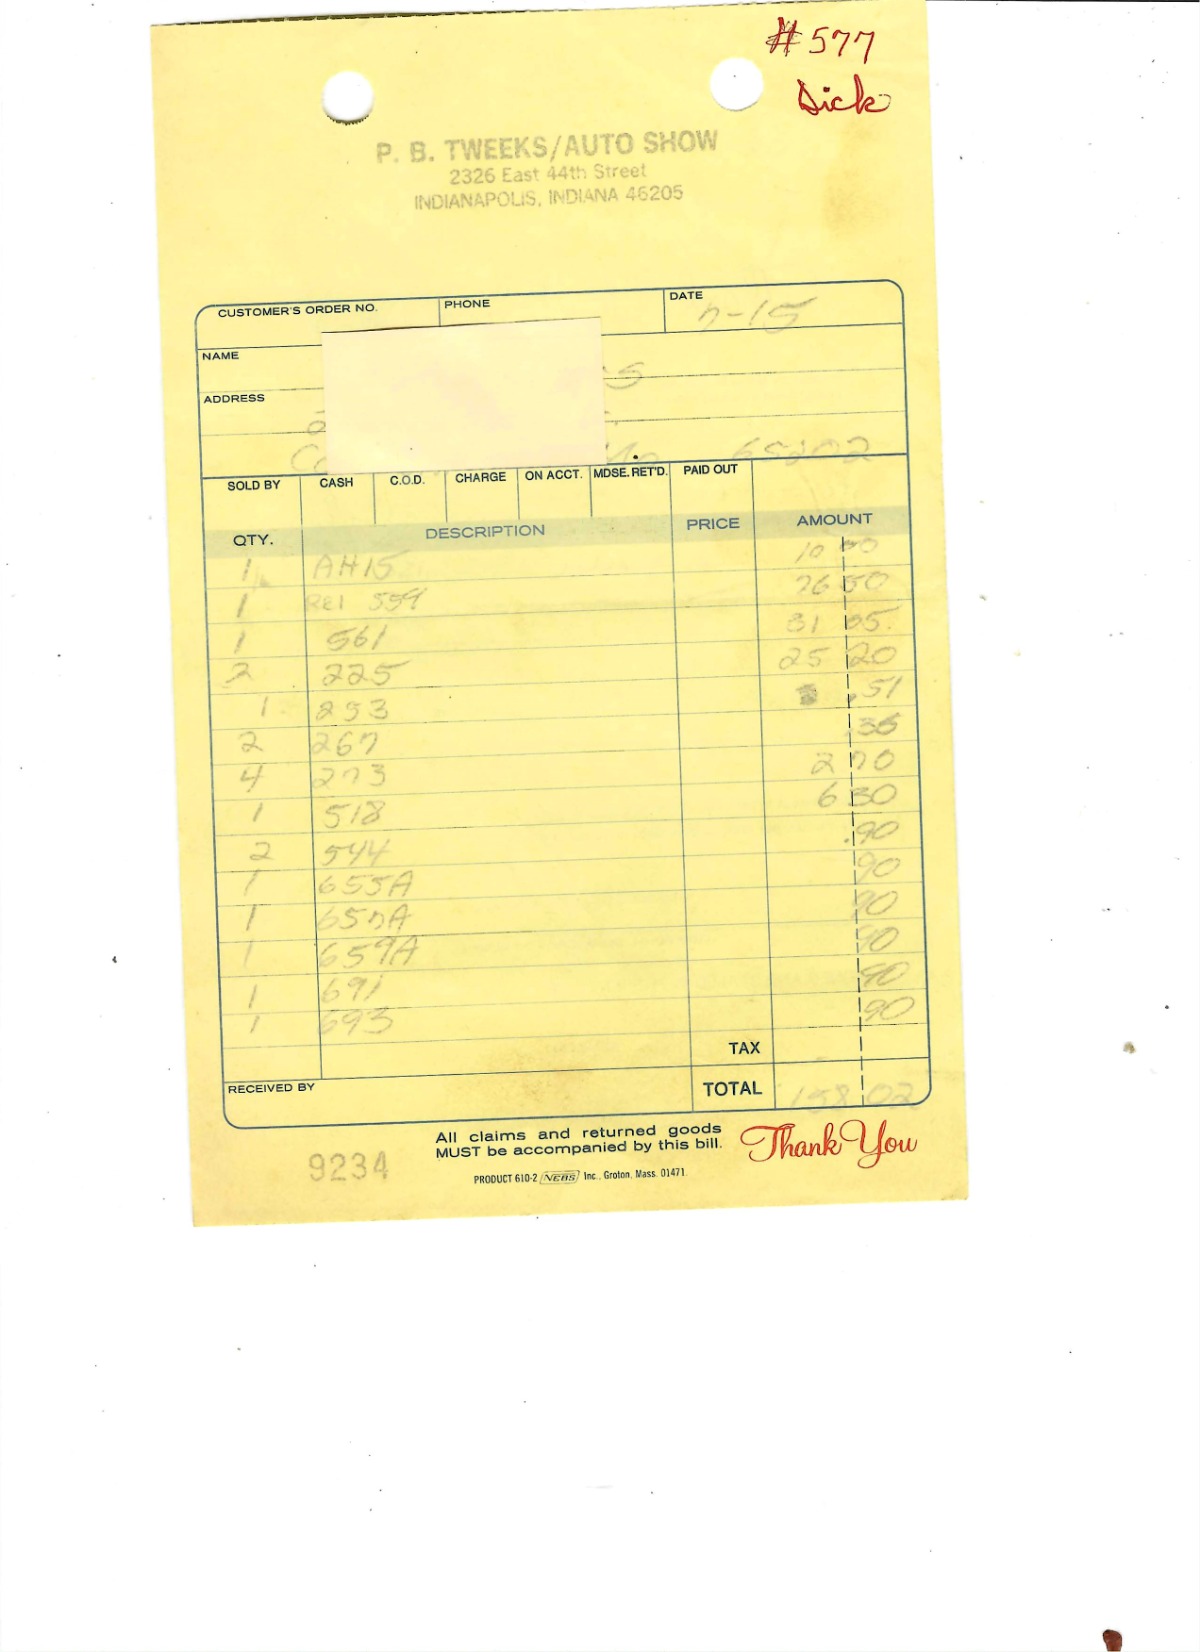 #577
Dick
P. B. TWEEKS/AUTO SHOW
2326 East 44th Street
INDIANAPOLIS, INDIANA 46205
CUSTOMER'S ORDER NO. PHONE DATE 7-15
NAME
ADDRESS
65202
SOLD BY CASH C.O.D. CHARGE ON ACCT. MDSE. RET'D. PAID OUT
QTY. DESCRIPTION PRICE AMOUNT
1 AH15 10 00
1 REI 559 76 50
1 561 31 05
2 225 25 20
1 253 .51
2 267 .36
4 273 2 70
1 518 6 30
2 544 .90
1 655A 90
1 657A 90
1 659A 90
1 691 90
1 693 90
TAX
RECEIVED BY TOTAL 158 02
All claims and returned goods
MUST be accompanied by this bill.
Thank You
9234
PRODUCT 610-2 NEBS Inc., Groton, Mass. 01471.